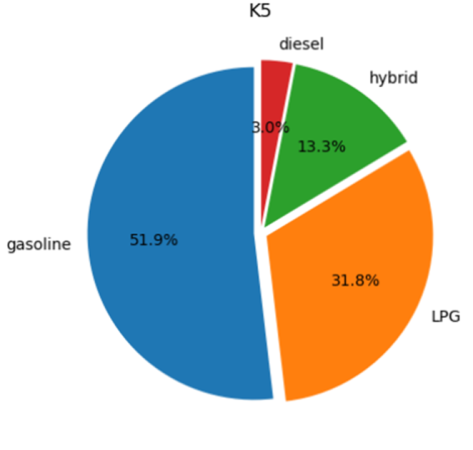 K5
diesel
3.0%
hybrid
13.3%
gasoline
51.9%
31.8%
LPG